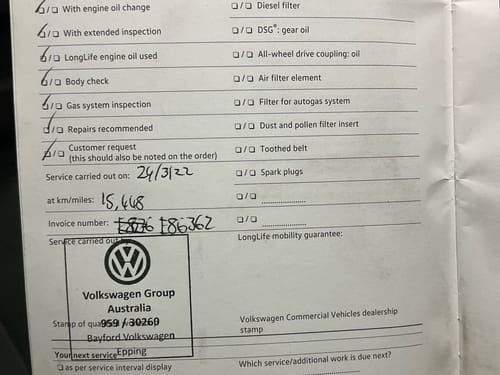 ☐/☐ With engine oil change
☐/☐ Diesel filter
☐/☐ With extended inspection
☐/☐ DSG®: gear oil
☐/☐ LongLife engine oil used
☐/☐ All-wheel drive coupling: oil
☐/☐ Body check
☐/☐ Air filter element
☐/☐ Gas system inspection
☐/☐ Filter for autogas system
☐/☐ Repairs recommended
☐/☐ Dust and pollen filter insert
☐/☐ Customer request
(this should also be noted on the order)
☐/☐ Toothed belt
Service carried out on: 24/3/22
☐/☐ Spark plugs
at km/miles: 15,448
☐/☐
Invoice number: E86362
☐/☐
Service carried out by
LongLife mobility guarantee:
Volkswagen Group
Australia
959 / 30260
Stamp of
Bayford Volkswagen
Epping
Volkswagen Commercial Vehicles dealership
stamp
Your next service
☐ as per service interval display
Which service/additional work is due next?